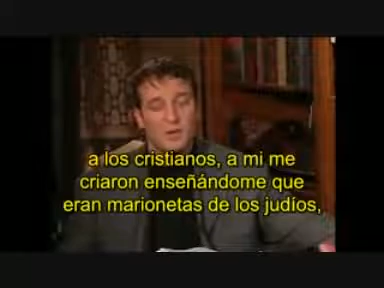 a los cristianos, a mi me
criaron enseñándome que
eran marionetas de los judíos,